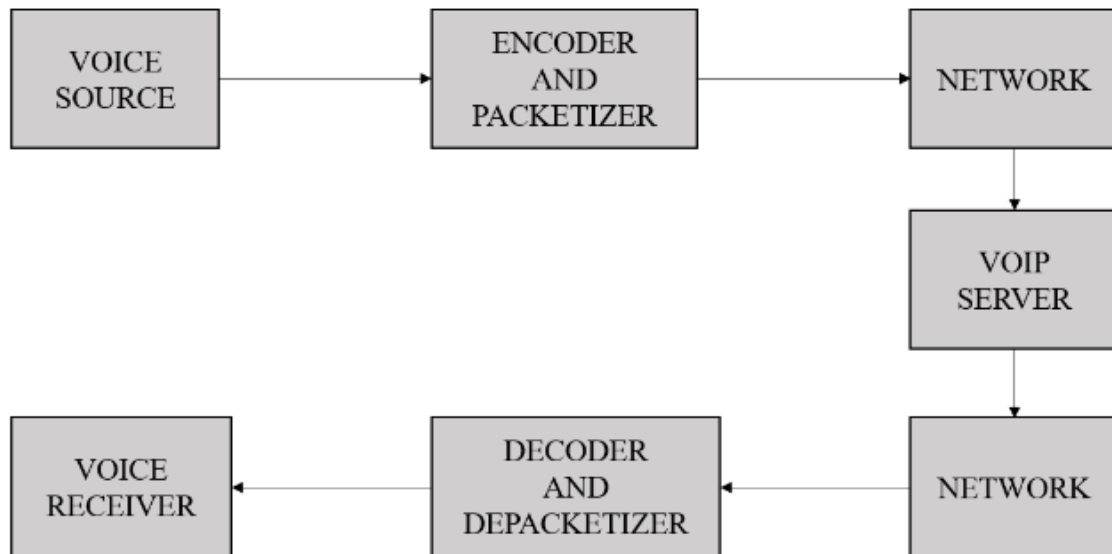 VOICE
SOURCE
ENCODER
AND
PACKETIZER
NETWORK
VOIP
SERVER
NETWORK
DECODER
AND
DEPACKETIZER
VOICE
RECEIVER